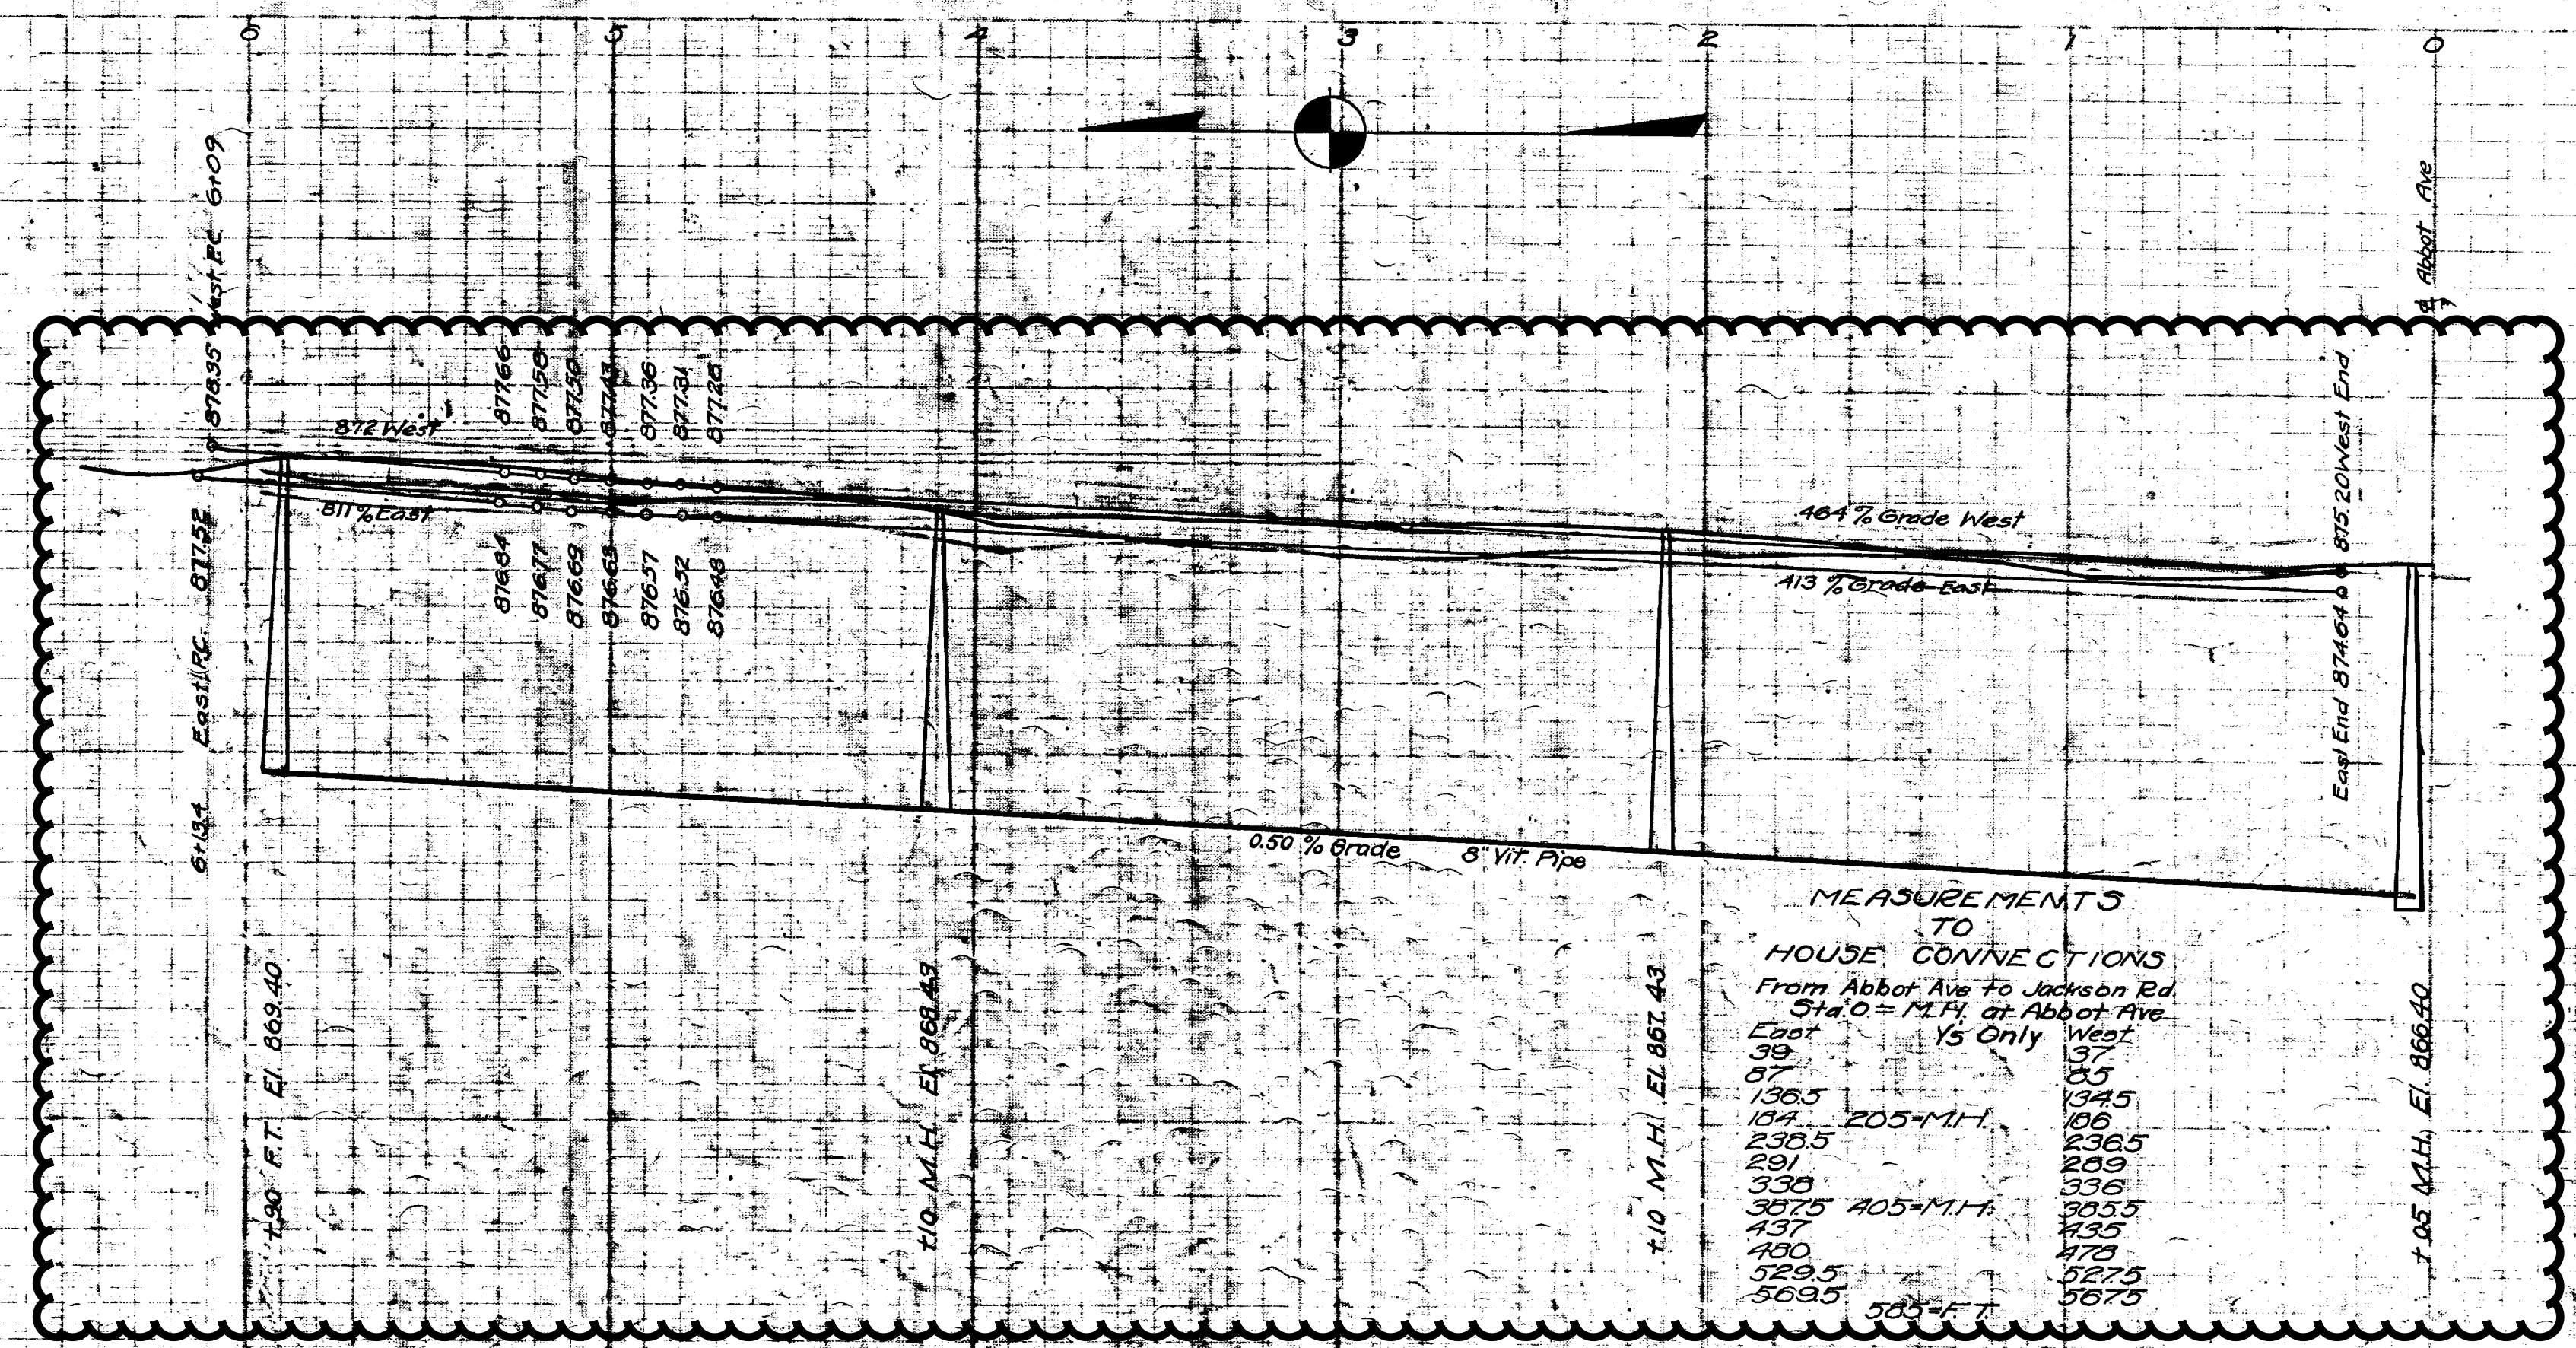 6 5 4 3 2 1 0
West P.C. 6+09
Abbot Ave
878.35
877.66
877.58
877.50
877.43
877.36
877.31
877.28
.872 West
.811% East
876.84
876.77
876.69
876.63
876.57
876.52
876.48
6+34 East P.C. 877.52
.464 % Grade West
.413 % Grade East
875.20 West End
East End 874.64
0.50 % Grade 8" Vit. Pipe
+90 F.T. El. 869.40
+10 M.H. El. 868.43
+10 M.H. El. 867.43
+05 M.H. El. 866.40
MEASUREMENTS
TO
HOUSE CONNECTIONS
From Abbot Ave to Jackson Rd.
Sta. 0 = M.H. at Abbot Ave
East Ys Only West
39 37
87 85
136.5 134.5
184 205=M.H. 186
238.5 236.5
291 289
338 336
387.5 405=M.H. 385.5
437 435
480 478
529.5 527.5
569.5 567.5
585=F.T.